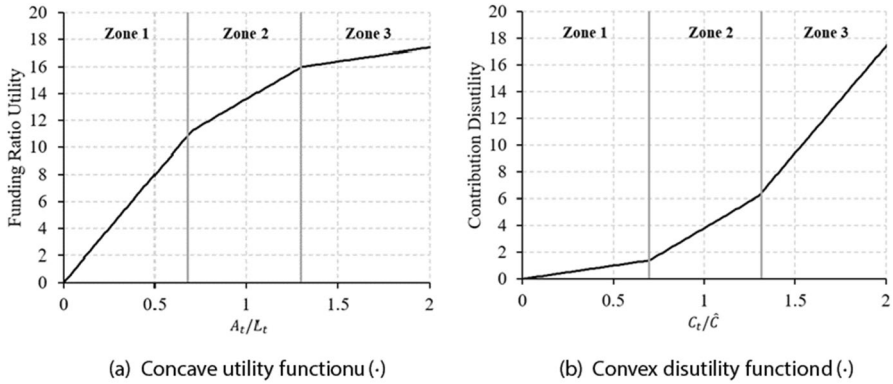 20
18
16
14
12
10
8
6
4
2
0
Funding Ratio Utility
Zone 1
Zone 2
Zone 3
0
0.5
1
1.5
2
A_t/L_t
(a) Concave utility functionu (·)
20
18
16
14
12
10
8
6
4
2
0
Contribution Disutility
Zone 1
Zone 2
Zone 3
0
0.5
1
1.5
2
C_t/Ĉ
(b) Convex disutility functiond (·)